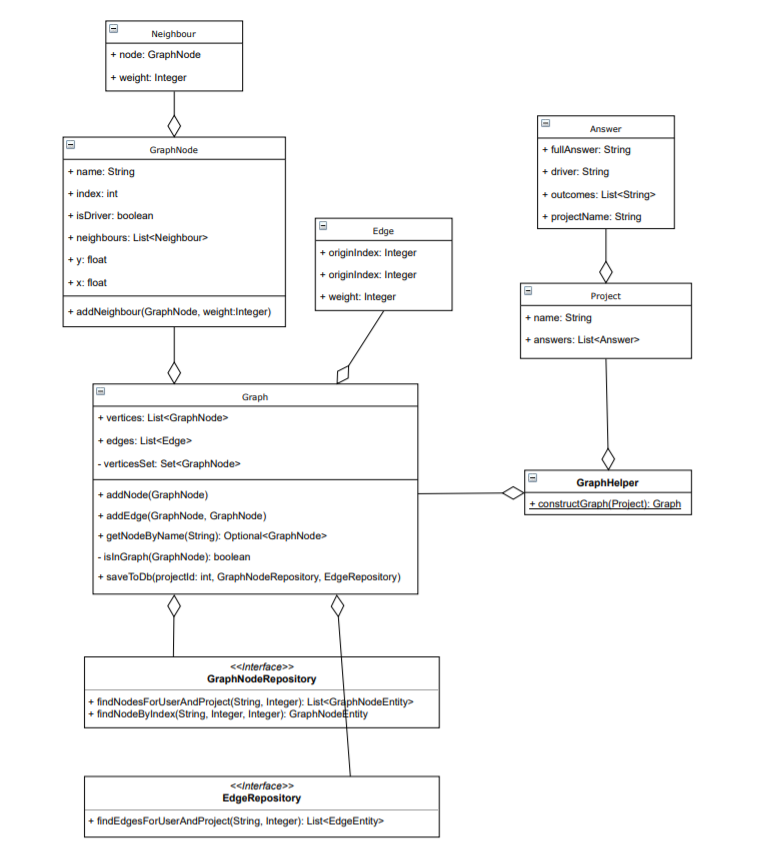 Neighbour
+ node: GraphNode
+ weight: Integer
GraphNode
+ name: String
+ index: int
+ isDriver: boolean
+ neighbours: List<Neighbour>
+ y: float
+ x: float
+ addNeighbour(GraphNode, weight:Integer)
Edge
+ originIndex: Integer
+ originIndex: Integer
+ weight: Integer
Answer
+ fullAnswer: String
+ driver: String
+ outcomes: List<String>
+ projectName: String
Project
+ name: String
+ answers: List<Answer>
Graph
+ vertices: List<GraphNode>
+ edges: List<Edge>
- verticesSet: Set<GraphNode>
+ addNode(GraphNode)
+ addEdge(GraphNode, GraphNode)
+ getNodeByName(String): Optional<GraphNode>
- isInGraph(GraphNode): boolean
+ saveToDb(projectId: int, GraphNodeRepository, EdgeRepository)
GraphHelper
+ constructGraph(Project): Graph
<<Interface>>
GraphNodeRepository
+ findNodesForUserAndProject(String, Integer): List<GraphNodeEntity>
+ findNodeByIndex(String, Integer, Integer): GraphNodeEntity
<<Interface>>
EdgeRepository
+ findEdgesForUserAndProject(String, Integer): List<EdgeEntity>